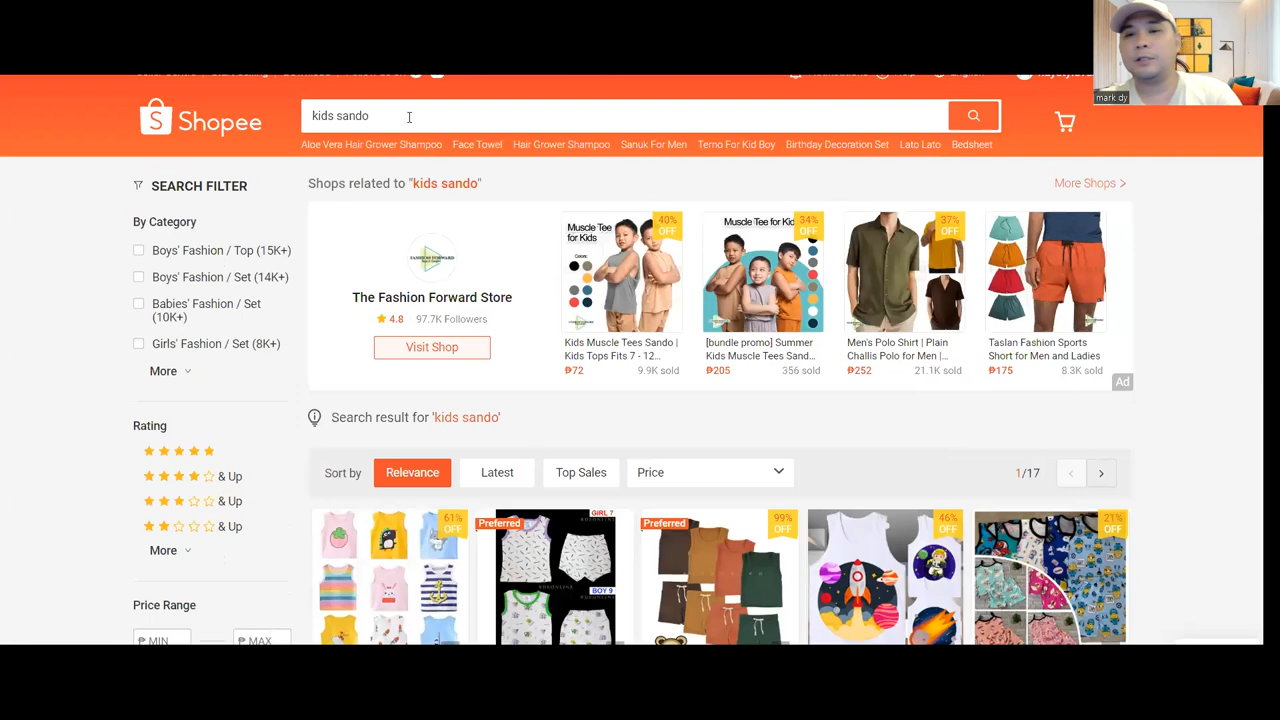 mark dy
Shopee
kids sando
Aloe Vera Hair Grower Shampoo Face Towel Hair Grower Shampoo Sanuk For Men Terno For Kid Boy Birthday Decoration Set Lato Lato Bedsheet
SEARCH FILTER
By Category
Boys' Fashion / Top (15K+)
Boys' Fashion / Set (14K+)
Babies' Fashion / Set
(10K+)
Girls' Fashion / Set (8K+)
More
Rating
& Up
& Up
& Up
More
Price Range
₱ MIN
₱ MAX
Shops related to "kids sando"
More Shops >
FASHION FORWARD
The Fashion Forward Store
4.8 97.7K Followers
Visit Shop
Muscle Tee
for Kids
Colors:
40%
OFF
Kids Muscle Tees Sando |
Kids Tops Fits 7 - 12...
₱72 9.9K sold
Muscle Tee for Kids
34%
OFF
[bundle promo] Summer
Kids Muscle Tees Sand...
₱205 356 sold
37%
OFF
Men's Polo Shirt | Plain
Challis Polo for Men |...
₱252 21.1K sold
Taslan Fashion Sports
Short for Men and Ladies
₱175 8.3K sold
Ad
Search result for 'kids sando'
Sort by Relevance Latest Top Sales Price 1/17
61%
OFF
Preferred
GIRL 7
BOY 9
Preferred
99%
OFF
46%
OFF
21%
OFF